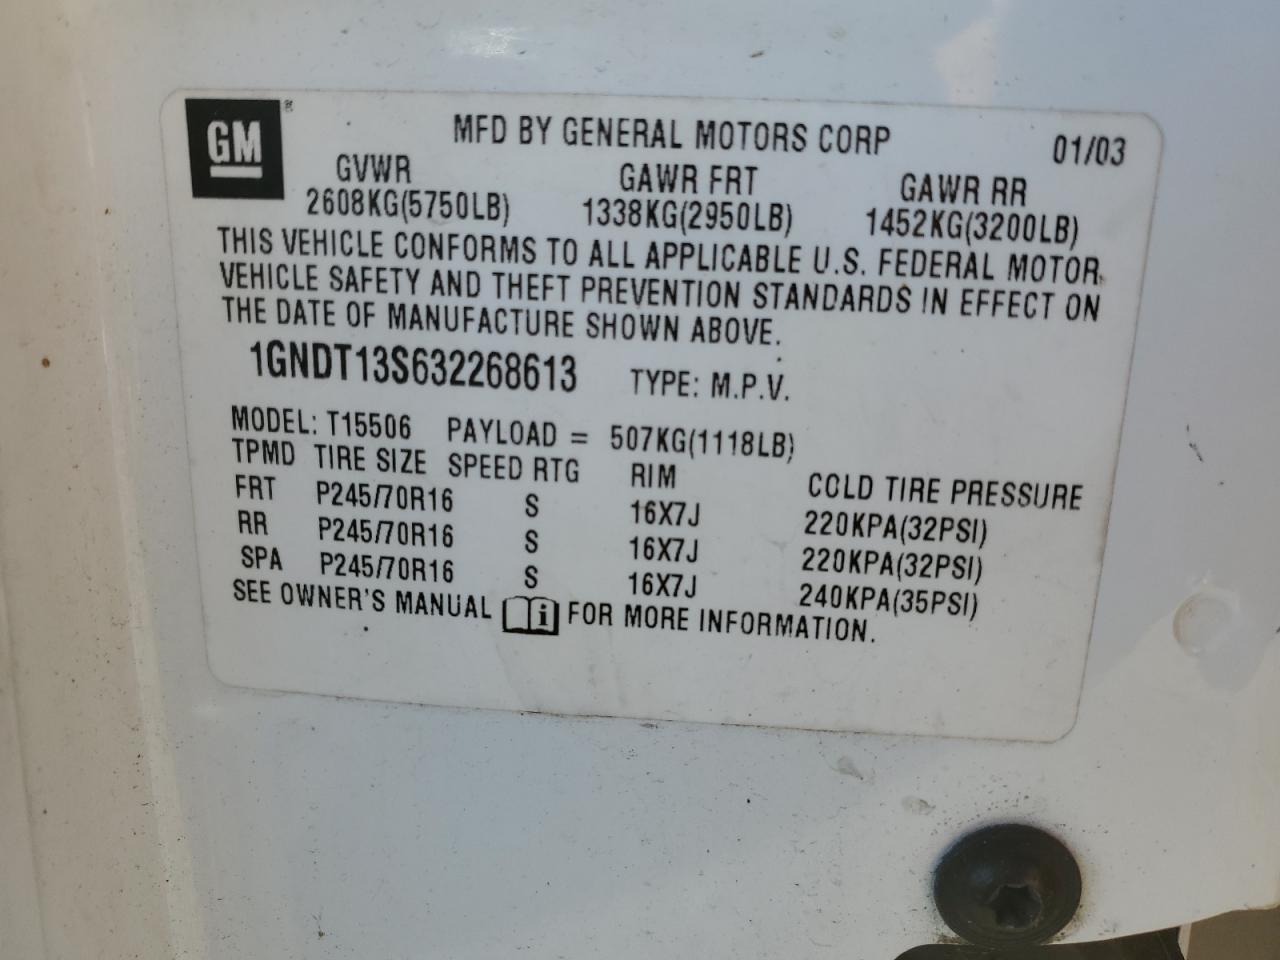 GM ®
MFD BY GENERAL MOTORS CORP 01/03
GVWR GAWR FRT GAWR RR
2608KG(5750LB) 1338KG(2950LB) 1452KG(3200LB)
THIS VEHICLE CONFORMS TO ALL APPLICABLE U.S. FEDERAL MOTOR
VEHICLE SAFETY AND THEFT PREVENTION STANDARDS IN EFFECT ON
THE DATE OF MANUFACTURE SHOWN ABOVE.
1GNDT13S632268613 TYPE: M.P.V.
MODEL: T15506 PAYLOAD = 507KG(1118LB)
TPMD TIRE SIZE SPEED RTG RIM COLD TIRE PRESSURE
FRT P245/70R16 S 16X7J 220KPA(32PSI)
RR P245/70R16 S 16X7J 220KPA(32PSI)
SPA P245/70R16 S 16X7J 240KPA(35PSI)
SEE OWNER'S MANUAL i FOR MORE INFORMATION.